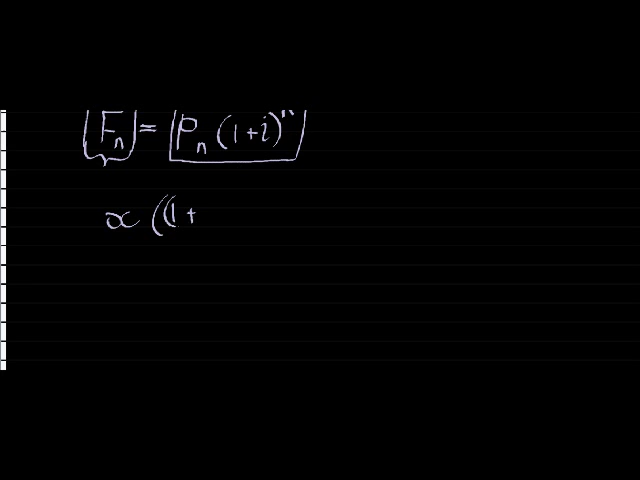 Fₙ = Pₙ (1+i)ⁿ
x ((1 +